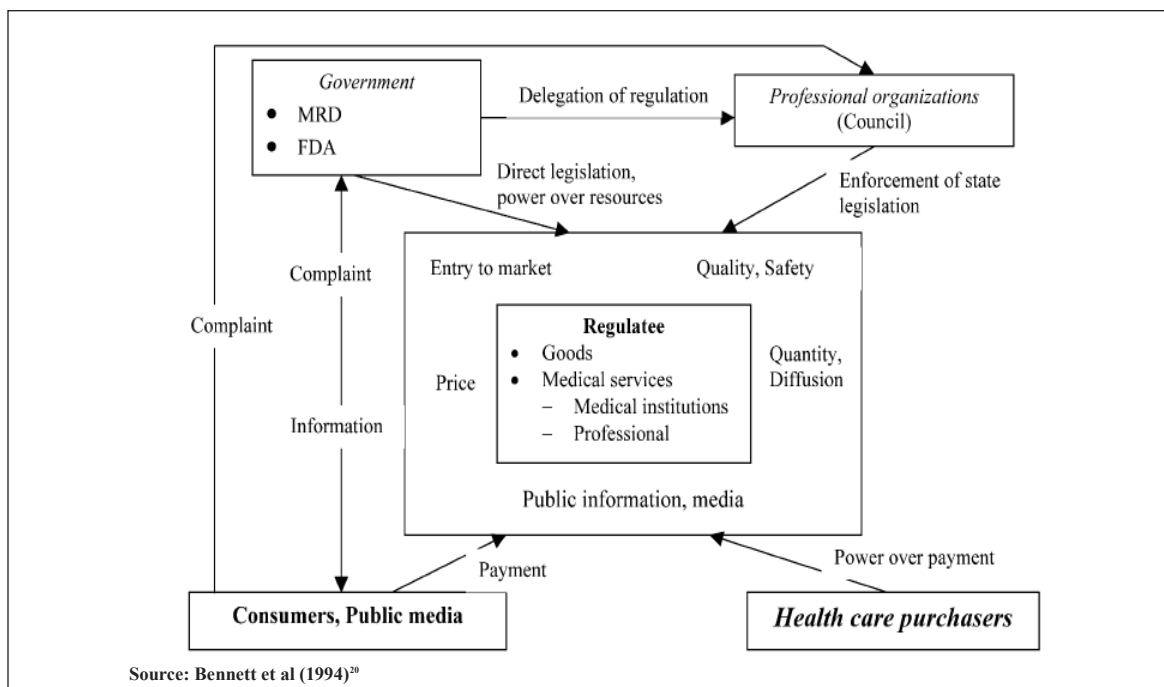 Government
● MRD
● FDA
Delegation of regulation
Professional organizations
(Council)
Direct legislation,
power over resources
Enforcement of state
legislation
Complaint
Complaint
Information
Entry to market
Quality, Safety
Regulatee
● Goods
● Medical services
– Medical institutions
– Professional
Price
Quantity,
Diffusion
Public information, media
Payment
Power over payment
Consumers, Public media
Health care purchasers
Source: Bennett et al (1994)20